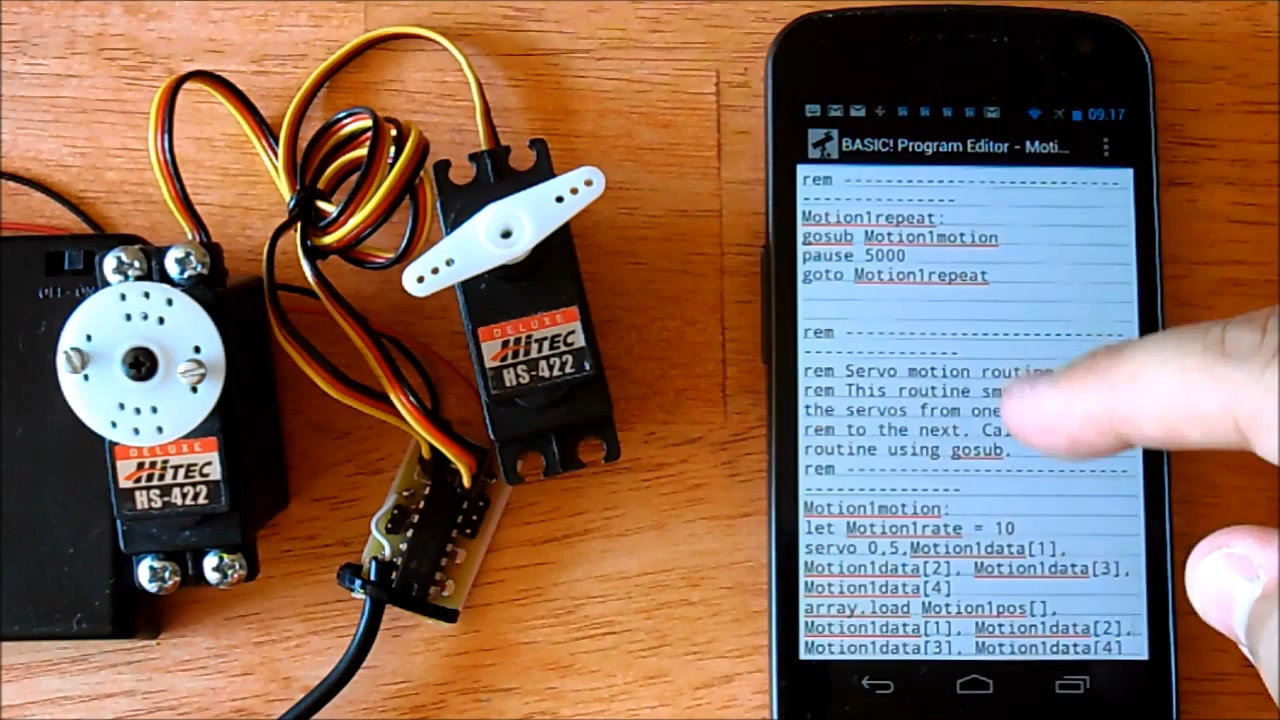 OFF-ON
DELUXE
HiTEC
HS-422
DELUXE
HiTEC
HS-422
09:17
BASIC! Program Editor - Moti...
rem -----------------------------
----------------
Motion1repeat:
gosub Motion1motion
pause 5000
goto Motion1repeat
rem -----------------------------
----------------
rem Servo motion routine
rem This routine
the servos from one
rem to the next.
routine using gosub.
rem -----------------------------
----------------
Motion1motion:
let Motion1rate = 10
servo 0,5,Motion1data[1],
Motion1data[2], Motion1data[3],
Motion1data[4]
array.load Motion1pos[],
Motion1data[1], Motion1data[2],
Motion1data[3], Motion1data[4]